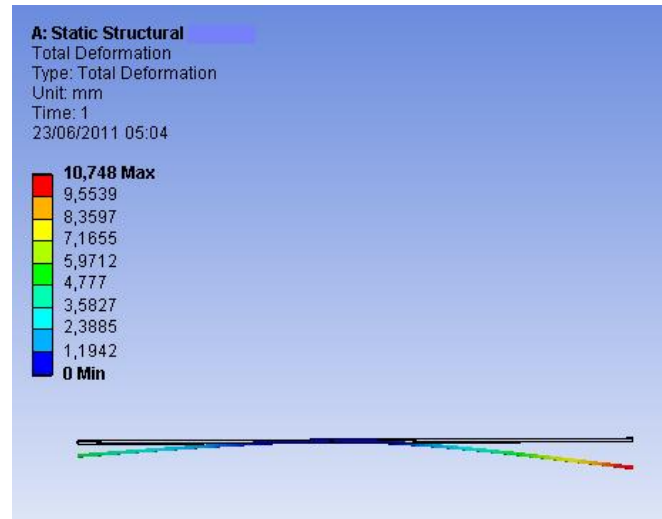 A: Static Structural
Total Deformation
Type: Total Deformation
Unit: mm
Time: 1
23/06/2011 05:04
10,748 Max
9,5539
8,3597
7,1655
5,9712
4,777
3,5827
2,3885
1,1942
0 Min